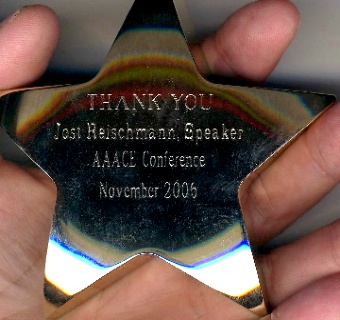 THANK YOU
Jost Reischmann, Speaker
AAACE Conference
November 2006